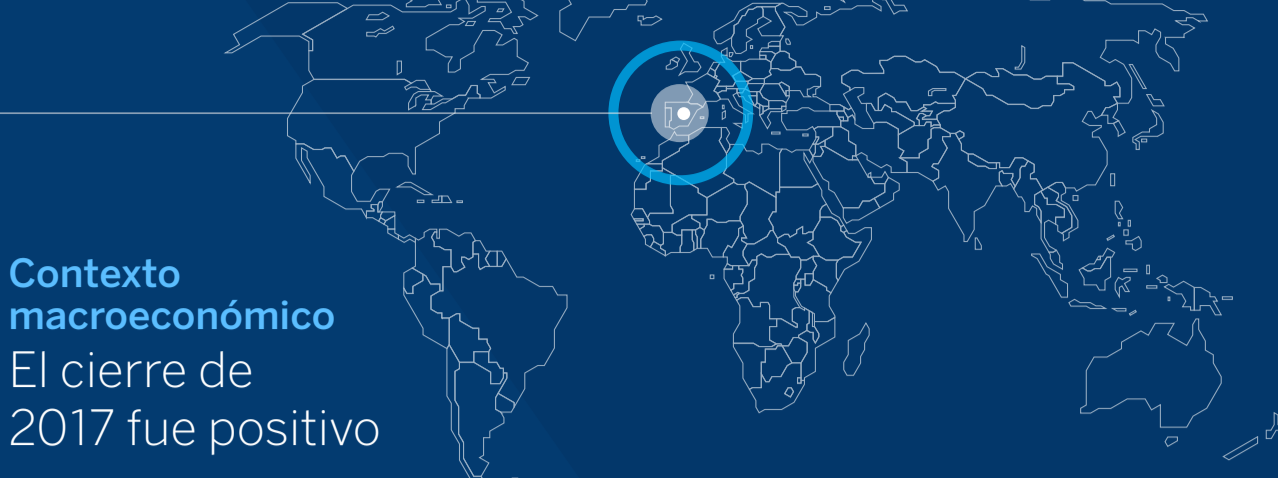 Contexto
macroeconómico
El cierre de
2017 fue positivo